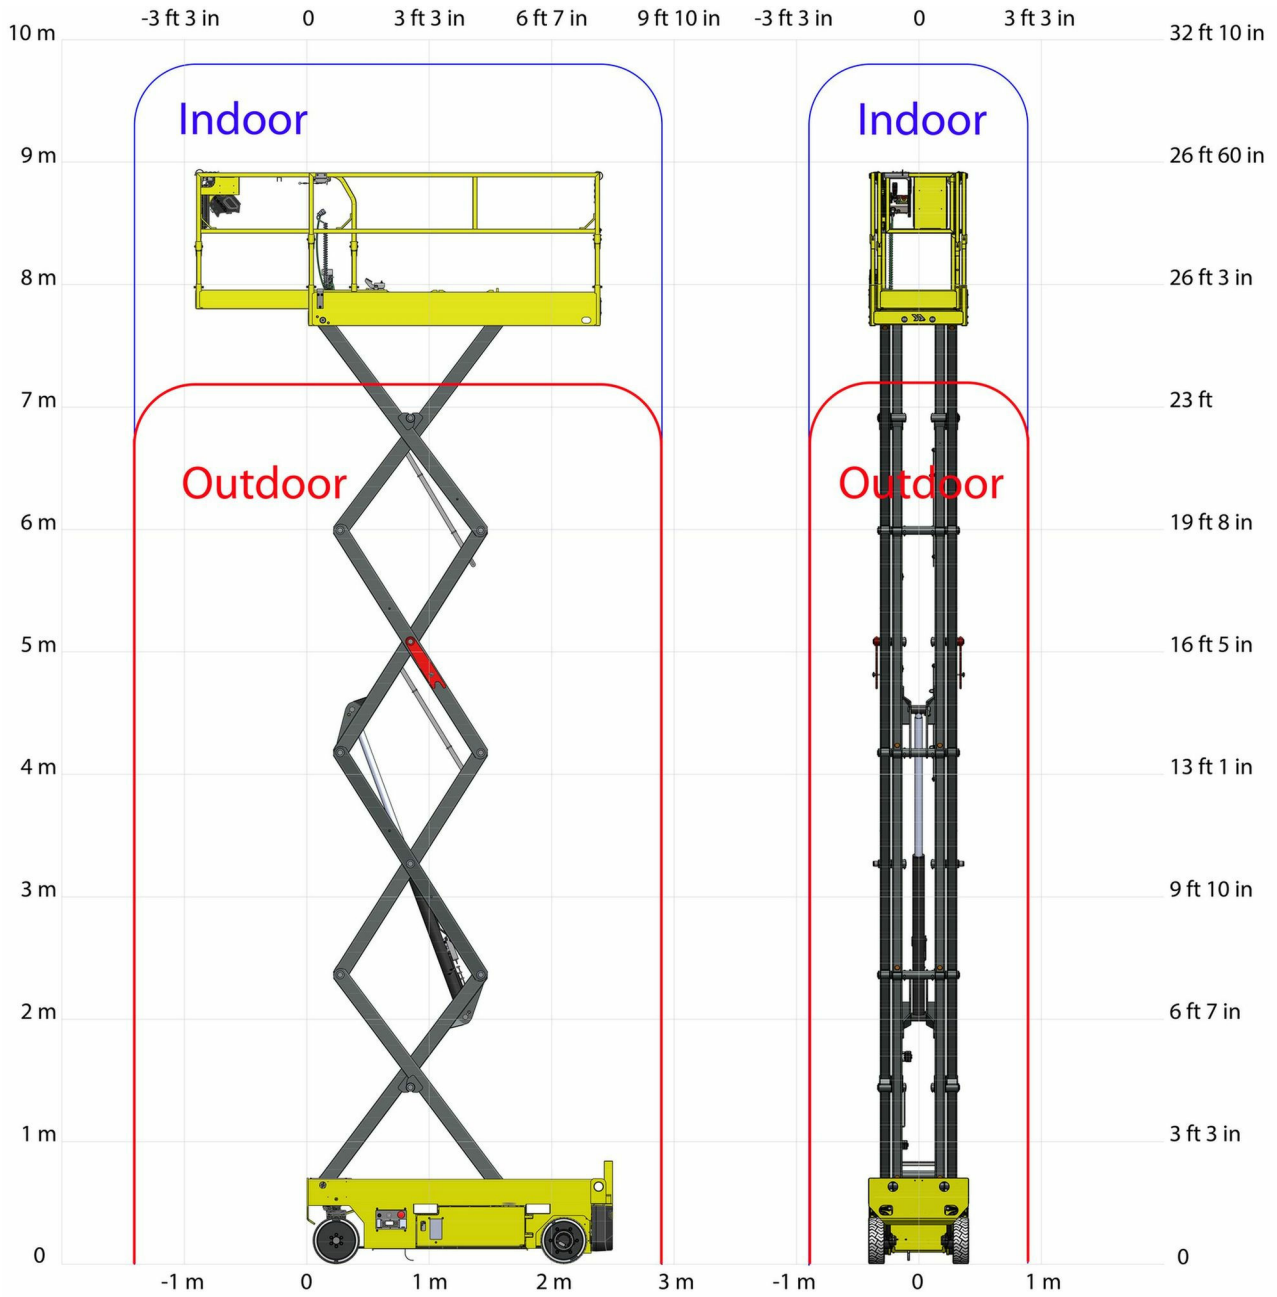 -3 ft 3 in 0 3 ft 3 in 6 ft 7 in 9 ft 10 in -3 ft 3 in 0 3 ft 3 in
10 m 32 ft 10 in
Indoor Indoor
9 m 26 ft 60 in
8 m 26 ft 3 in
7 m 23 ft
Outdoor Outdoor
6 m 19 ft 8 in
5 m 16 ft 5 in
4 m 13 ft 1 in
3 m 9 ft 10 in
2 m 6 ft 7 in
1 m 3 ft 3 in
0 0
-1 m 0 1 m 2 m 3 m -1 m 0 1 m